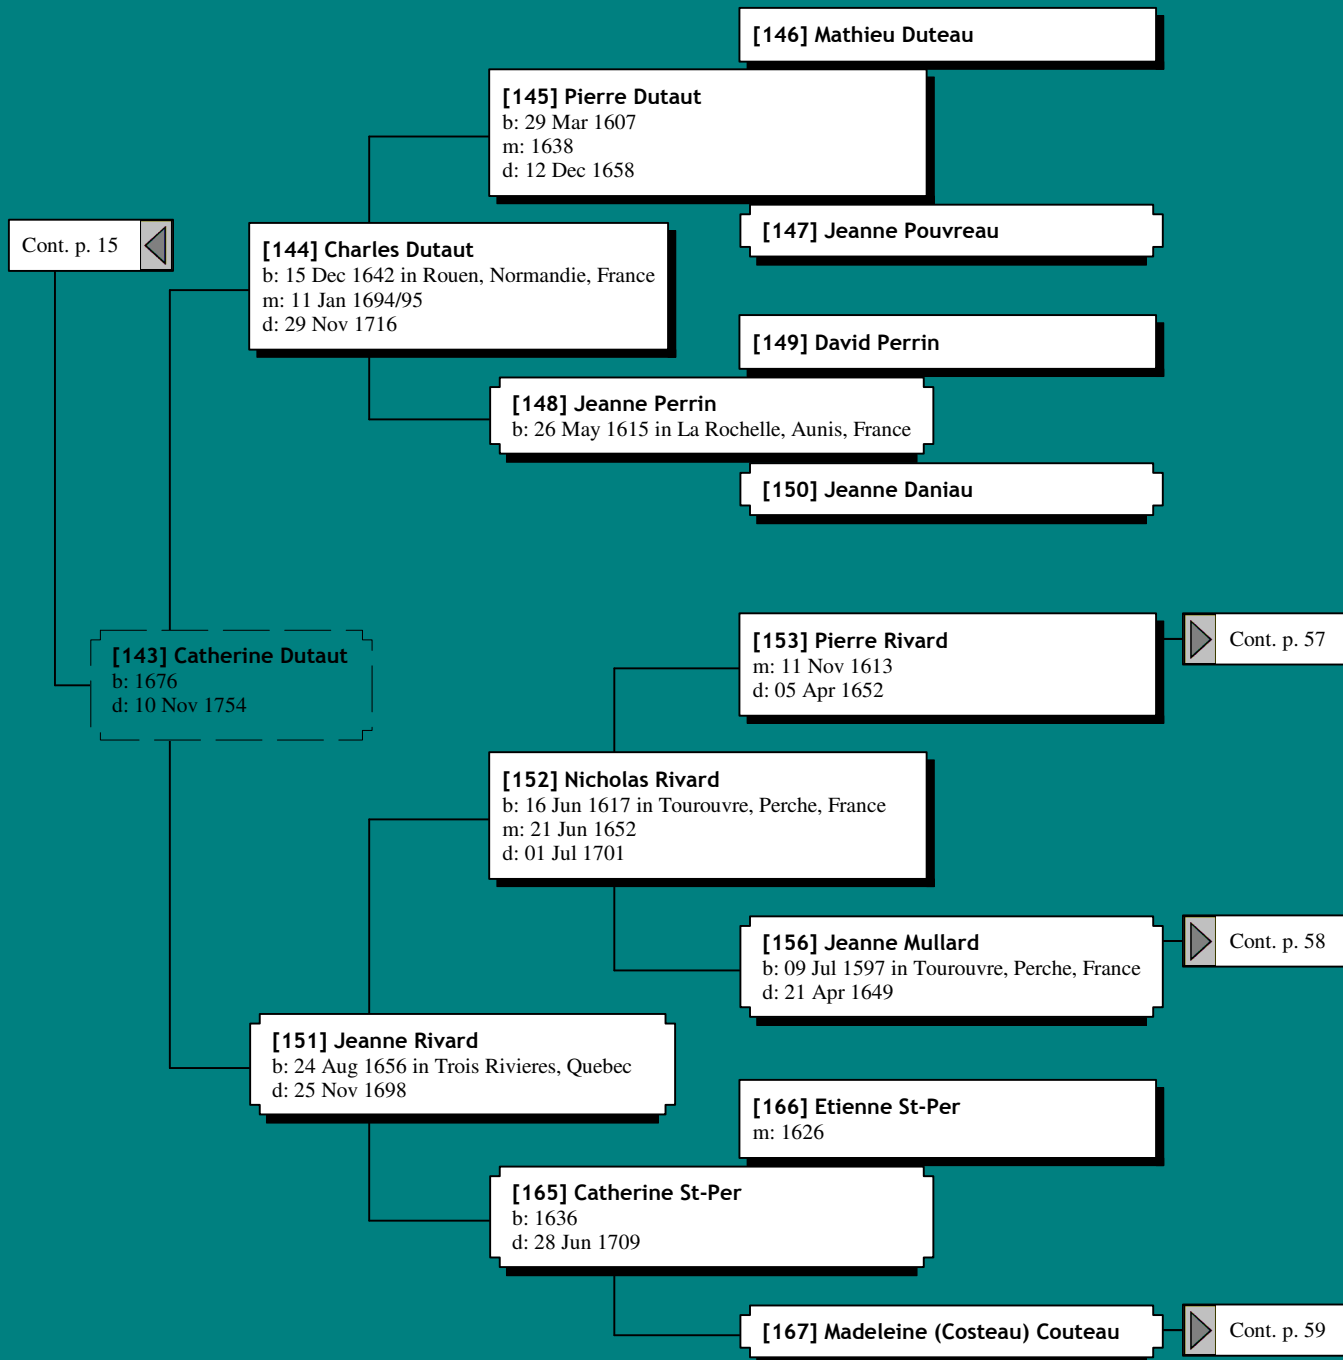 [146] Mathieu Duteau
[145] Pierre Dutaut
b: 29 Mar 1607
m: 1638
d: 12 Dec 1658
[147] Jeanne Pouvreau
Cont. p. 15
[144] Charles Dutaut
b: 15 Dec 1642 in Rouen, Normandie, France
m: 11 Jan 1694/95
d: 29 Nov 1716
[149] David Perrin
[148] Jeanne Perrin
b: 26 May 1615 in La Rochelle, Aunis, France
[150] Jeanne Daniau
[143] Catherine Dutaut
b: 1676
d: 10 Nov 1754
[153] Pierre Rivard
m: 11 Nov 1613
d: 05 Apr 1652
Cont. p. 57
[152] Nicholas Rivard
b: 16 Jun 1617 in Tourouvre, Perche, France
m: 21 Jun 1652
d: 01 Jul 1701
[156] Jeanne Mullard
b: 09 Jul 1597 in Tourouvre, Perche, France
d: 21 Apr 1649
Cont. p. 58
[151] Jeanne Rivard
b: 24 Aug 1656 in Trois Rivieres, Quebec
d: 25 Nov 1698
[166] Etienne St-Per
m: 1626
[165] Catherine St-Per
b: 1636
d: 28 Jun 1709
[167] Madeleine (Costeau) Couteau
Cont. p. 59